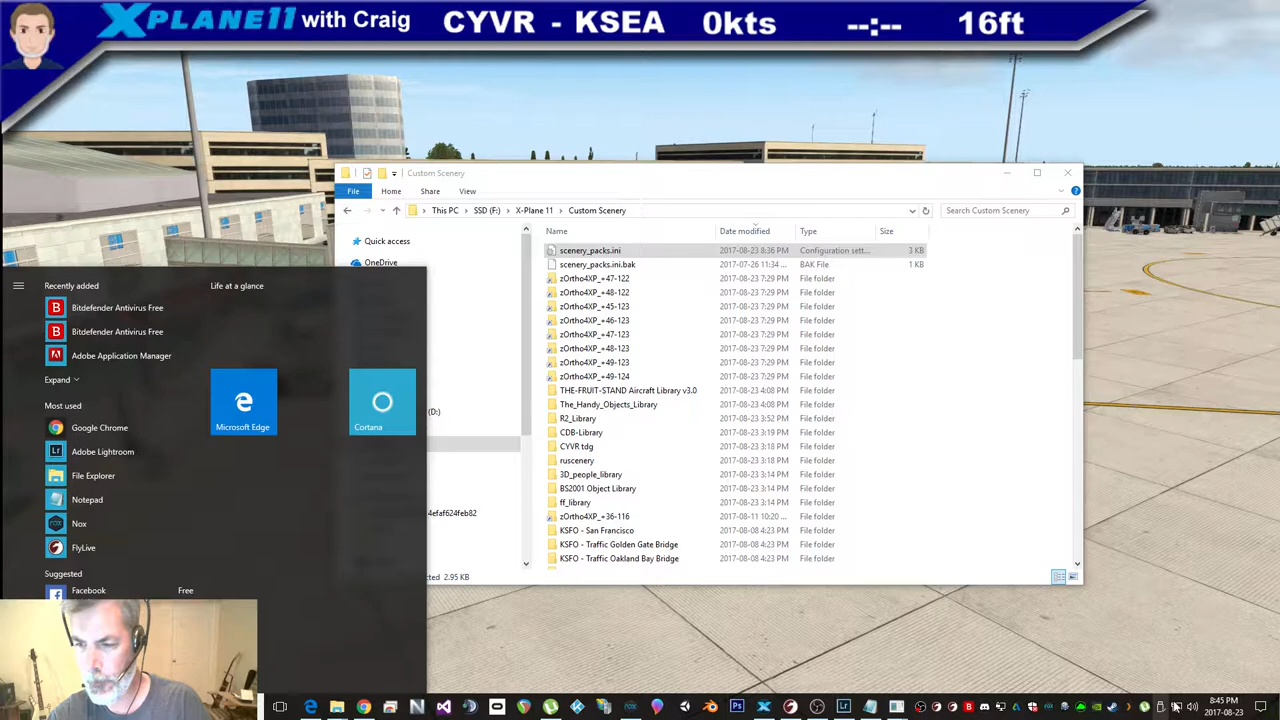 XPLANE11 with Craig
CYVR - KSEA
0kts
--:--
16ft
Custom Scenery
File
Home
Share
View
This PC > SSD (F:) > X-Plane 11 > Custom Scenery
Search Custom Scenery
Quick access
OneDrive
(D:)
4efaf624feb82
cted 2.95 KB
Name
Date modified
Type
Size
scenery_packs.ini 2017-08-23 8:36 PM Configuration sett... 3 KB
scenery_packs.ini.bak 2017-07-26 11:34 ... BAK File 1 KB
zOrtho4XP_+47-122 2017-08-23 7:29 PM File folder
zOrtho4XP_+48-122 2017-08-23 7:29 PM File folder
zOrtho4XP_+45-123 2017-08-23 7:29 PM File folder
zOrtho4XP_+46-123 2017-08-23 7:29 PM File folder
zOrtho4XP_+47-123 2017-08-23 7:29 PM File folder
zOrtho4XP_+48-123 2017-08-23 7:29 PM File folder
zOrtho4XP_+49-123 2017-08-23 7:29 PM File folder
zOrtho4XP_+49-124 2017-08-23 7:29 PM File folder
THE-FRUIT-STAND Aircraft Library v3.0 2017-08-23 4:08 PM File folder
The_Handy_Objects_Library 2017-08-23 4:08 PM File folder
R2_Library 2017-08-23 3:52 PM File folder
CDB-Library 2017-08-23 3:19 PM File folder
CYVR tdg 2017-08-23 3:18 PM File folder
ruscenery 2017-08-23 3:18 PM File folder
3D_people_library 2017-08-23 3:14 PM File folder
BS2001 Object Library 2017-08-23 3:14 PM File folder
ff_library 2017-08-23 3:14 PM File folder
zOrtho4XP_+36-116 2017-08-11 10:20 ... File folder
KSFO - San Francisco 2017-08-08 4:23 PM File folder
KSFO - Traffic Golden Gate Bridge 2017-08-08 4:23 PM File folder
KSFO - Traffic Oakland Bay Bridge 2017-08-08 4:23 PM File folder
Recently added
Bitdefender Antivirus Free
Bitdefender Antivirus Free
Adobe Application Manager
Expand
Most used
Google Chrome
Adobe Lightroom
File Explorer
Notepad
Nox
FlyLive
Suggested
Facebook Free
Life at a glance
Microsoft Edge
Cortana
8:45 PM
2017-08-23